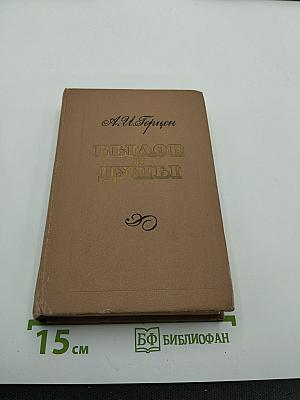 А.И.Герцен
БЫЛОЕ
И
ДУМЫ
15 см
БФ БИБЛИОФАН